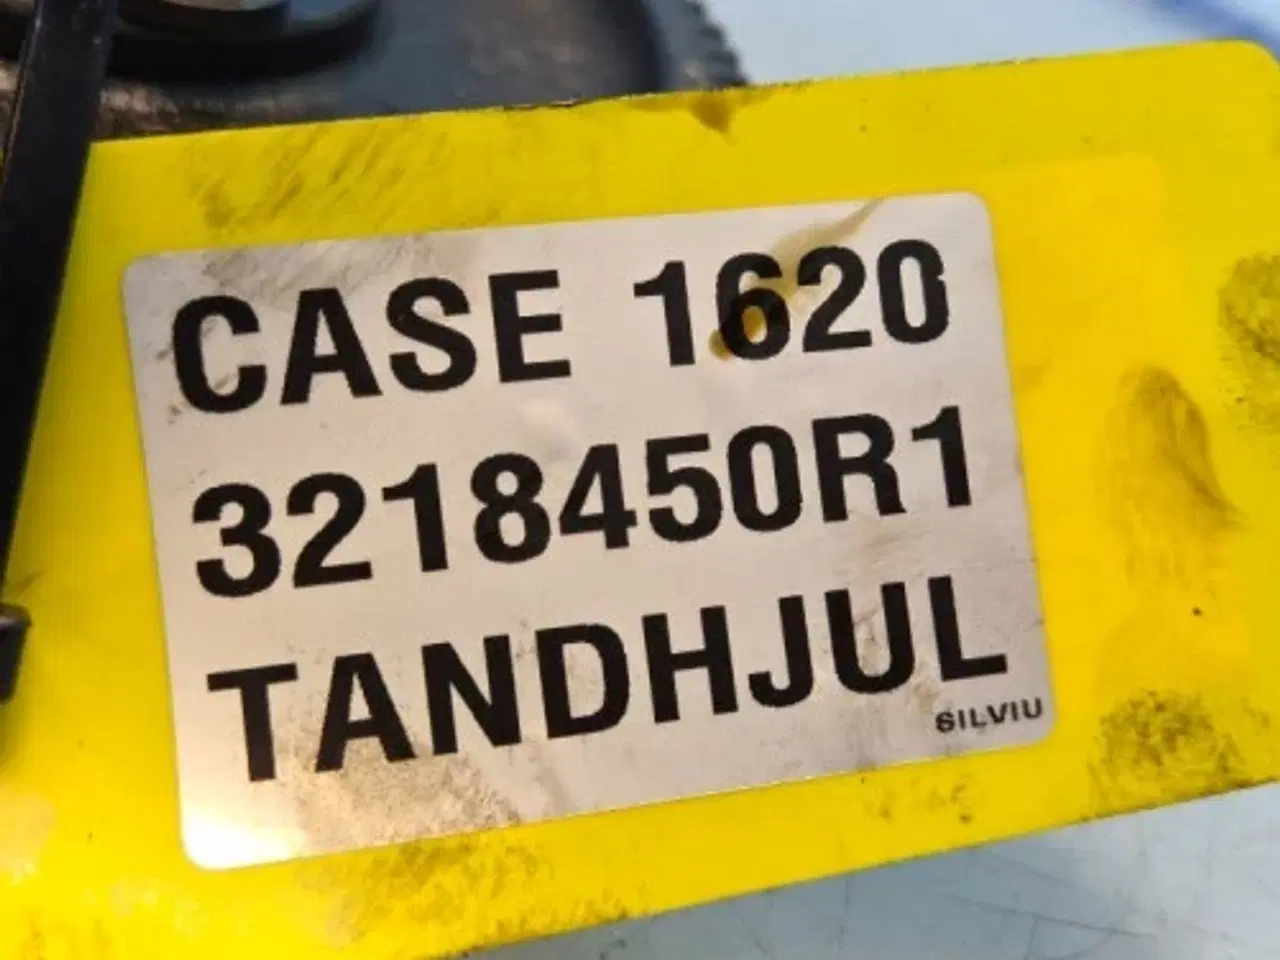 CASE 1620
3218450R1
TANDHJUL
SILVIU